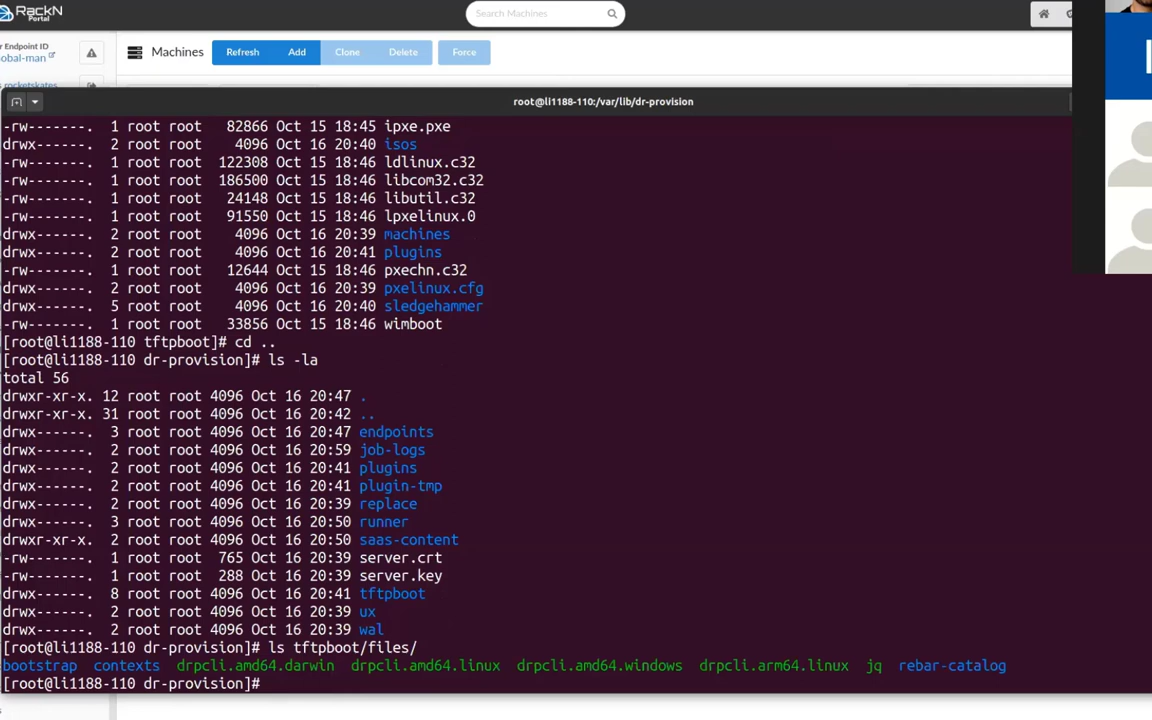 RackN
Portal
Search Machines
r Endpoint ID
obal-man
Machines Refresh Add Clone Delete Force
root@li1188-110:/var/lib/dr-provision
-rw-------. 1 root root 82866 Oct 15 18:45 ipxe.pxe
drwx------. 2 root root 4096 Oct 16 20:40 isos
-rw-------. 1 root root 122308 Oct 15 18:46 ldlinux.c32
-rw-------. 1 root root 186500 Oct 15 18:46 libcom32.c32
-rw-------. 1 root root 24148 Oct 15 18:46 libutil.c32
-rw-------. 1 root root 91550 Oct 15 18:46 lpxelinux.0
drwx------. 2 root root 4096 Oct 16 20:39 machines
drwx------. 2 root root 4096 Oct 16 20:41 plugins
-rw-------. 1 root root 12644 Oct 15 18:46 pxechn.c32
drwx------. 2 root root 4096 Oct 16 20:39 pxelinux.cfg
drwx------. 5 root root 4096 Oct 16 20:40 sledgehammer
-rw-------. 1 root root 33856 Oct 15 18:46 wimboot
[root@li1188-110 tftpboot]# cd ..
[root@li1188-110 dr-provision]# ls -la
total 56
drwxr-xr-x. 12 root root 4096 Oct 16 20:47 .
drwxr-xr-x. 31 root root 4096 Oct 16 20:42 ..
drwx------. 3 root root 4096 Oct 16 20:47 endpoints
drwx------. 2 root root 4096 Oct 16 20:59 job-logs
drwx------. 2 root root 4096 Oct 16 20:41 plugins
drwx------. 2 root root 4096 Oct 16 20:41 plugin-tmp
drwx------. 2 root root 4096 Oct 16 20:39 replace
drwx------. 3 root root 4096 Oct 16 20:50 runner
drwxr-xr-x. 2 root root 4096 Oct 16 20:50 saas-content
-rw-------. 1 root root 765 Oct 16 20:39 server.crt
-rw-------. 1 root root 288 Oct 16 20:39 server.key
drwx------. 8 root root 4096 Oct 16 20:41 tftpboot
drwx------. 2 root root 4096 Oct 16 20:39 ux
drwx------. 2 root root 4096 Oct 16 20:39 wal
[root@li1188-110 dr-provision]# ls tftpboot/files/
bootstrap contexts drpcli.amd64.darwin drpcli.amd64.linux drpcli.amd64.windows drpcli.arm64.linux jq rebar-catalog
[root@li1188-110 dr-provision]#